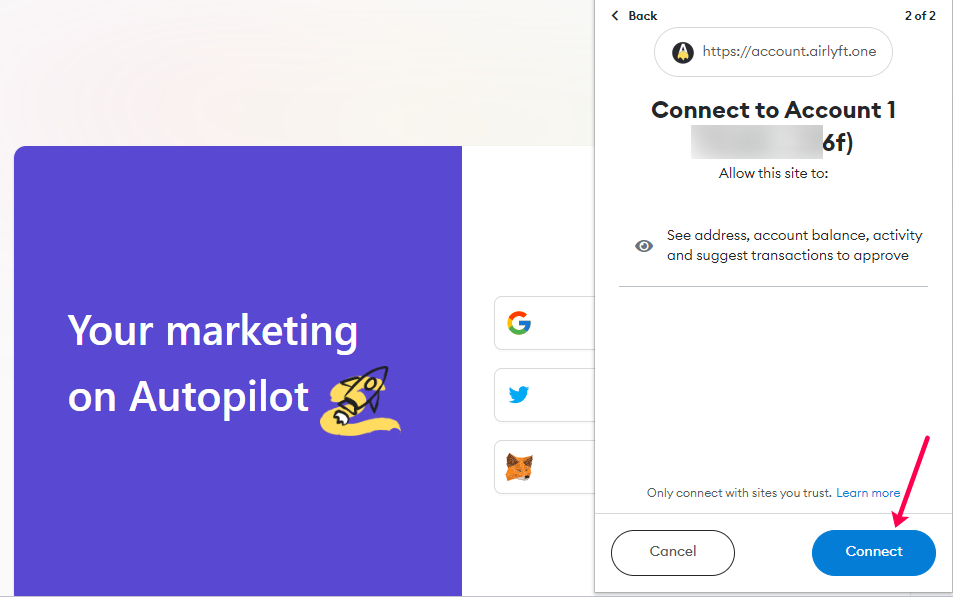 Back
2 of 2
https://account.airlyft.one
Connect to Account 1
6f)
Allow this site to:
See address, account balance, activity
and suggest transactions to approve
Your marketing
on Autopilot
Only connect with sites you trust. Learn more
Cancel
Connect